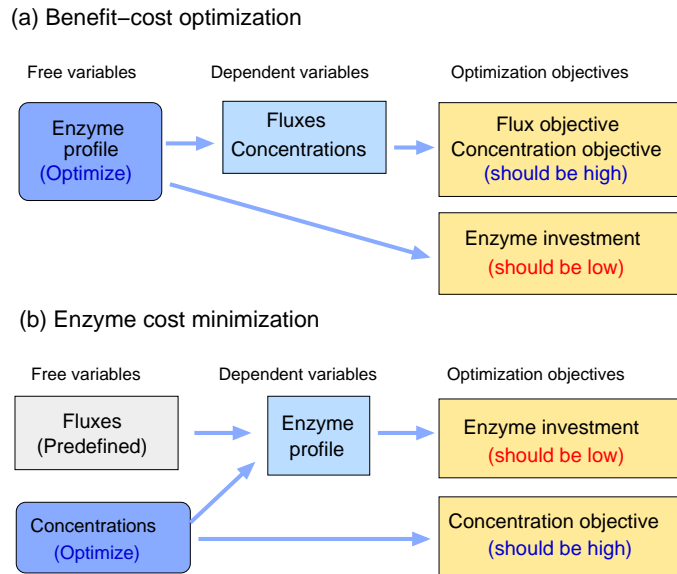 (a) Benefit−cost optimization
Free variables
Dependent variables
Optimization objectives
Enzyme
profile
(Optimize)
Fluxes
Concentrations
Flux objective
Concentration objective
(should be high)
Enzyme investment
(should be low)
(b) Enzyme cost minimization
Free variables
Dependent variables
Optimization objectives
Fluxes
(Predefined)
Enzyme
profile
Enzyme investment
(should be low)
Concentrations
(Optimize)
Concentration objective
(should be high)